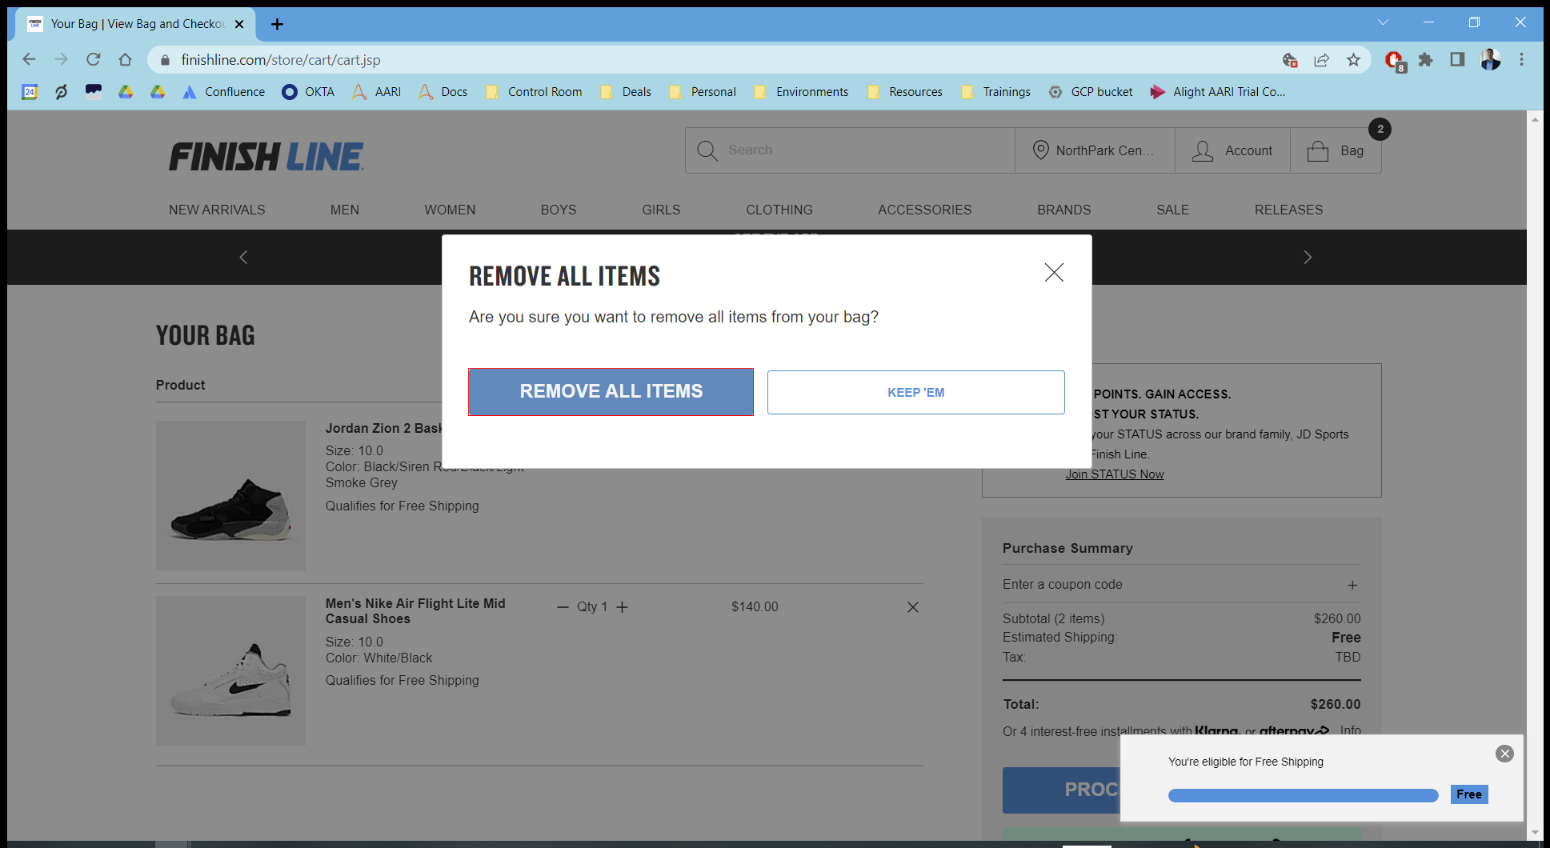 Your Bag | View Bag and Checkou
finishline.com/store/cart/cart.jsp
8
24
Confluence
OKTA
AARI
Docs
Control Room
Deals
Personal
Environments
Resources
Trainings
GCP bucket
Alight AARI Trial Co...
FINISH LINE
Search
NorthPark Cen...
Account
Bag
2
NEW ARRIVALS
MEN
WOMEN
BOYS
GIRLS
CLOTHING
ACCESSORIES
BRANDS
SALE
RELEASES
REMOVE ALL ITEMS
Are you sure you want to remove all items from your bag?
REMOVE ALL ITEMS
KEEP 'EM
YOUR BAG
Product
Jordan Zion 2 Bask
Size: 10.0
Color: Black/Siren Red/Black/Light
Smoke Grey
Qualifies for Free Shipping
Men's Nike Air Flight Lite Mid
Casual Shoes
Size: 10.0
Color: White/Black
Qualifies for Free Shipping
Qty 1
$140.00
POINTS. GAIN ACCESS.
ST YOUR STATUS.
your STATUS across our brand family, JD Sports
Finish Line.
Join STATUS Now
Purchase Summary
Enter a coupon code
Subtotal (2 items) $260.00
Estimated Shipping: Free
Tax: TBD
Total: $260.00
Or 4 interest-free installments with Klarna. or afterpay Info
PROC
You're eligible for Free Shipping
Free